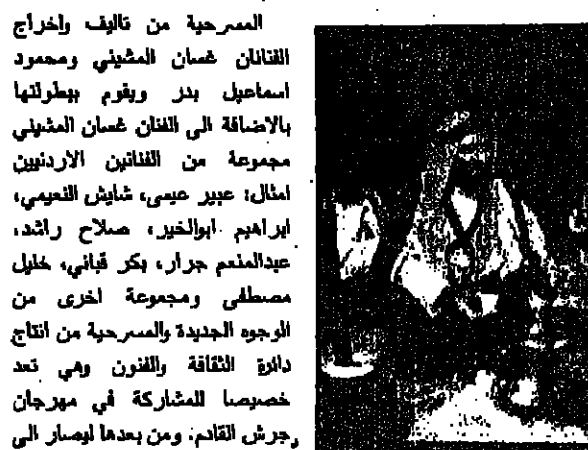 المسرحية من تاليف واخراج
الفنانان غسان المشيني ومحمود
اسماعيل بدر ويقوم ببطولتها
بالاضافة الى الفنان غسان المشيني
مجموعة من الفنانين الاردنيين
امثال: عبير عيسى، شايش النعيمي،
ابراهيم ابوالخير، صلاح راشد،
عبدالمنعم جرار، بكر قباني، خليل
مصطفى ومجموعة اخرى من
الوجوه الجديدة والمسرحية من انتاج
دائرة الثقافة والفنون وهي تعد
خصيصا للمشاركة في مهرجان
جرش القادم. ومن بعدها ليصار الى